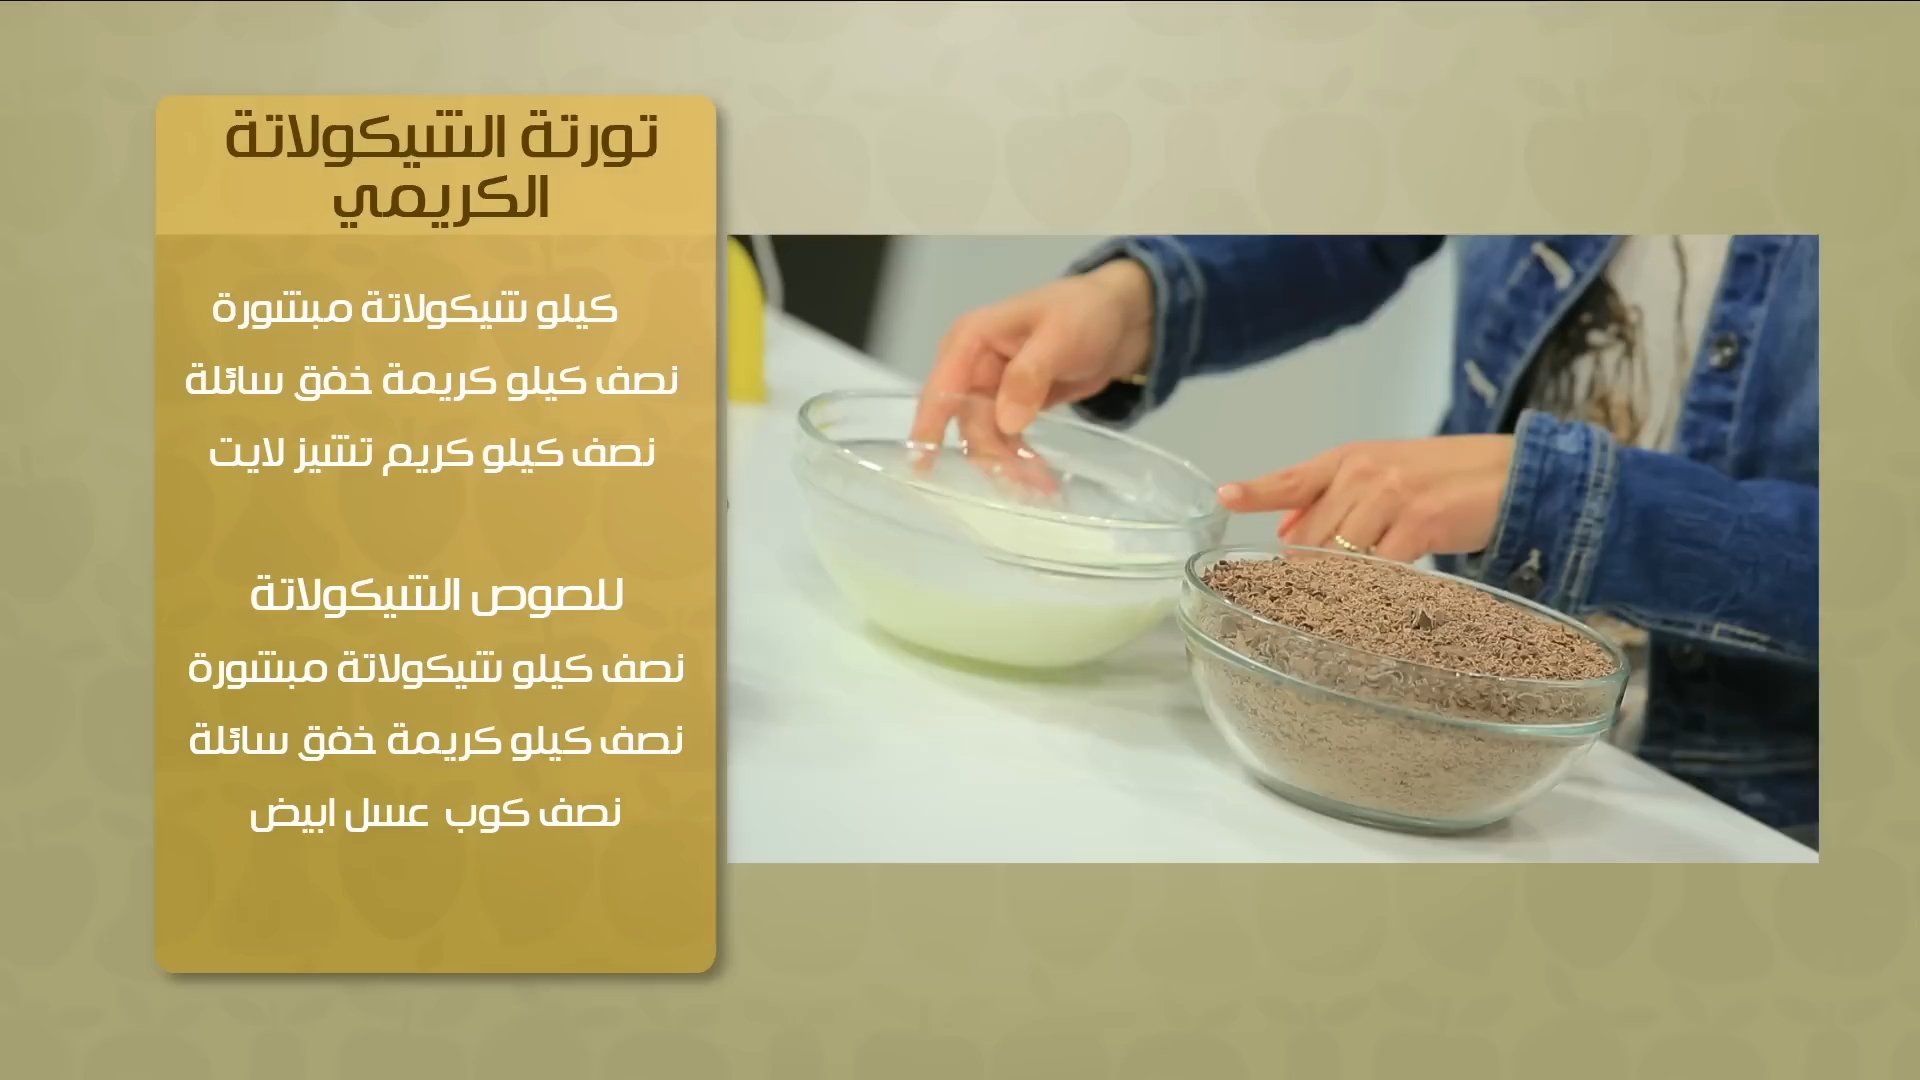 تورتة الشيكولاتة
الكريمي
كيلو شيكولاتة مبشورة
نصف كيلو كريمة خفق سائلة
نصف كيلو كريم تشيز لايت
للصوص الشيكولاتة
نصف كيلو شيكولاتة مبشورة
نصف كيلو كريمة خفق سائلة
نصف كوب عسل ابيض